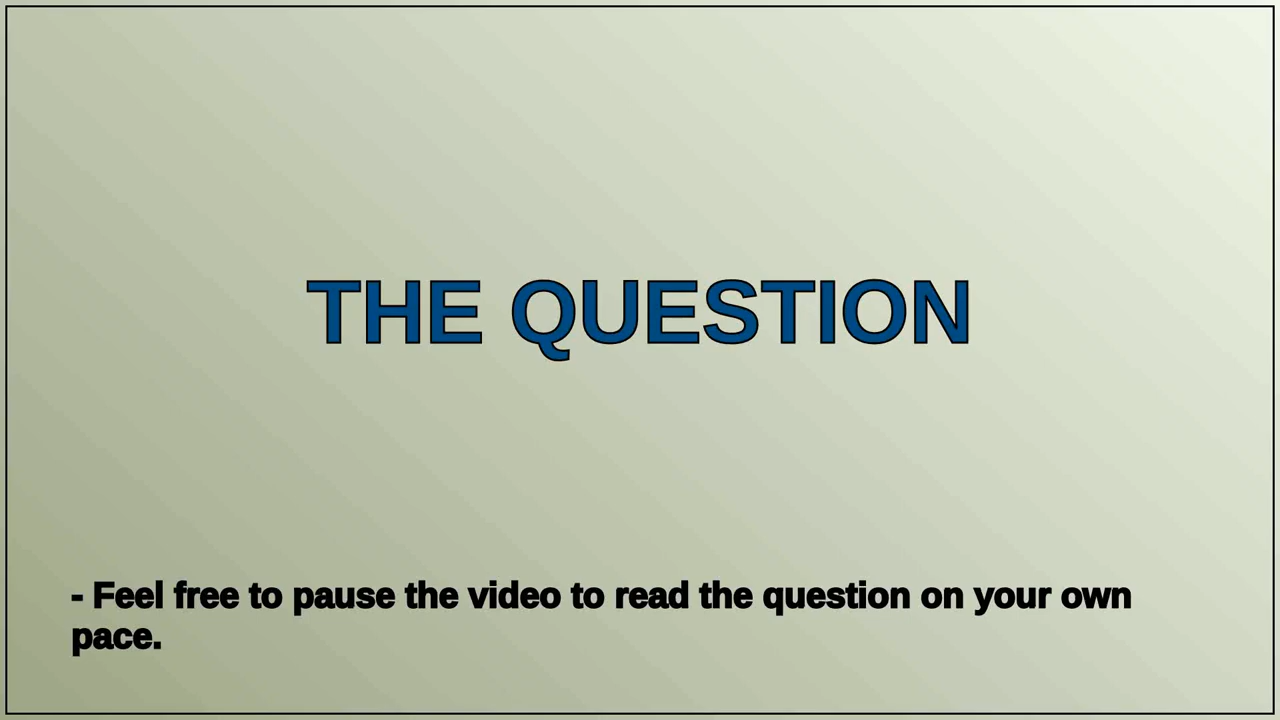 THE QUESTION
- Feel free to pause the video to read the question on your own
pace.